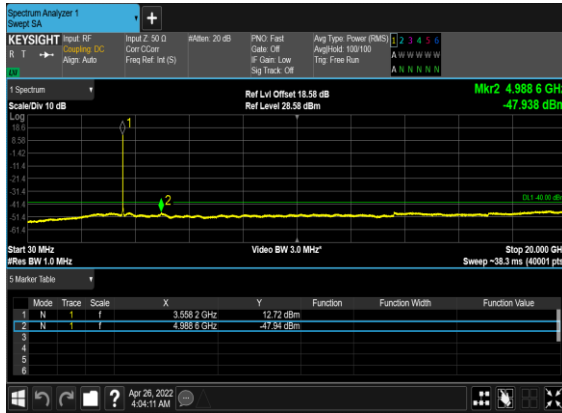 Spectrum Analyzer 1
Swept SA
KEYSIGHT Input: RF Input Z: 50 Ω #Atten: 20 dB PNO: Fast Avg Type: Power (RMS) 1 2 3 4 5 6
R T Coupling: DC Corr CCorr Gate: Off Avg|Hold: 100/100 A W W W W W
Align: Auto Freq Ref: Int (S) IF Gain: Low Trig: Free Run
Sig Track: Off A N N N N N
1 Spectrum
Ref Lvl Offset 18.58 dB Mkr2 4.988 6 GHz
Scale/Div 10 dB Ref Level 28.58 dBm -47.938 dBm
Log
18.6
8.58
-1.42
-11.4
-21.4
-31.4
-41.4
-51.4
-61.4
1
2
DL1 -40.00 dBm
Start 30 MHz Video BW 3.0 MHz* Stop 20.000 GHz
#Res BW 1.0 MHz Sweep ~38.3 ms (40001 pts)
5 Marker Table
Mode Trace Scale X Y Function Function Width Function Value
1 N 1 f 3.558 2 GHz 12.72 dBm
2 N 1 f 4.988 6 GHz -47.94 dBm
3
4
5
6
? Apr 26, 2022
4:04:11 AM